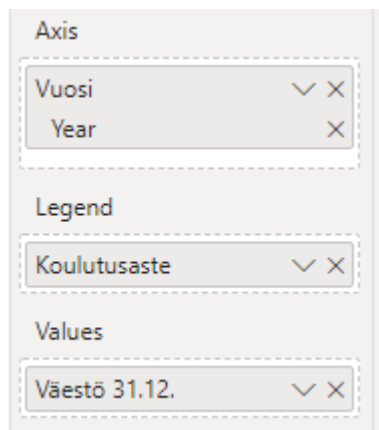 Axis
Vuosi
Year
Legend
Koulutusaste
Values
Väestö 31.12.